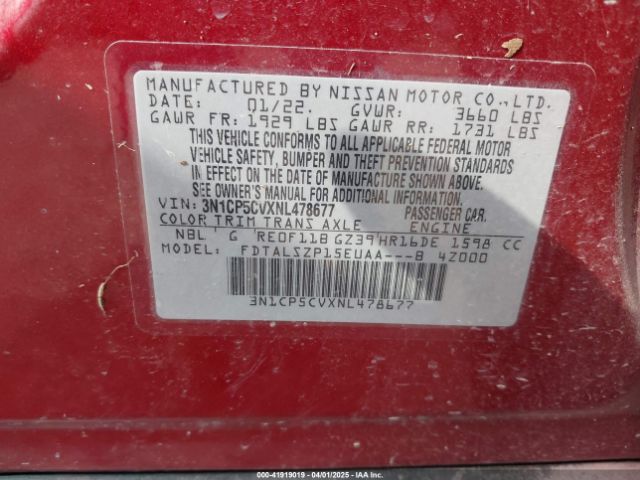 MANUFACTURED BY NISSAN MOTOR CO.,LTD.
DATE: 01/22. GVWR: 3660 LBS
GAWR FR: 1929 LBS GAWR RR: 1731 LBS
THIS VEHICLE CONFORMS TO ALL APPLICABLE FEDERAL MOTOR
VEHICLE SAFETY, BUMPER AND THEFT PREVENTION STANDARDS
IN EFFECT ON THE DATE OF MANUFACTURE SHOWN ABOVE.
SEE OWNER'S MANUAL FOR TIRE INFORMATION.
VIN: 3N1CP5CVXNL478677 PASSENGER CAR.
COLOR TRIM TRANS AXLE ENGINE
NBL G RE0F11B GZ39 HR16DE 1598 CC
MODEL: FDTALSZP15EUAA---B 42000
3N1CP5CVXNL478677
000-41919019 - 04/01/2025 - IAA Inc.